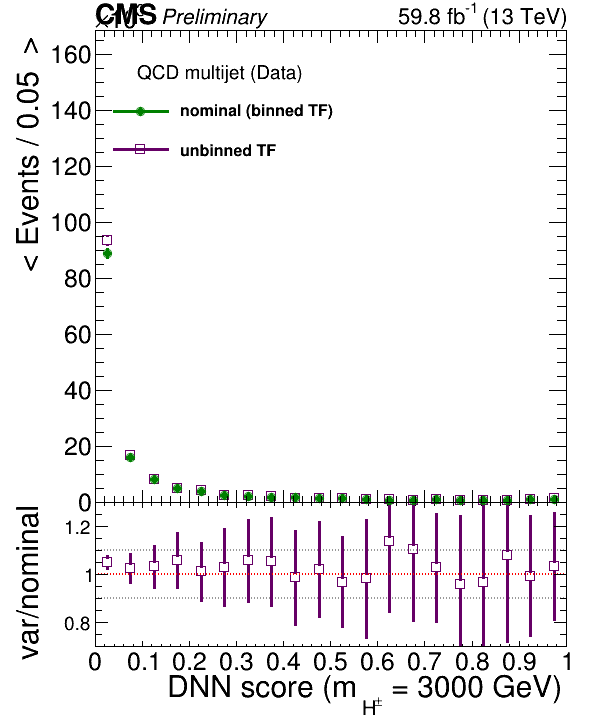 CMS Preliminary 59.8 fb⁻¹ (13 TeV)
< Events / 0.05 >
160
140
120
100
80
60
40
20
0
QCD multijet (Data)
nominal (binned TF)
unbinned TF
var/nominal
1.2
1
0.8
0 0.1 0.2 0.3 0.4 0.5 0.6 0.7 0.8 0.9 1
DNN score (m_H± = 3000 GeV)